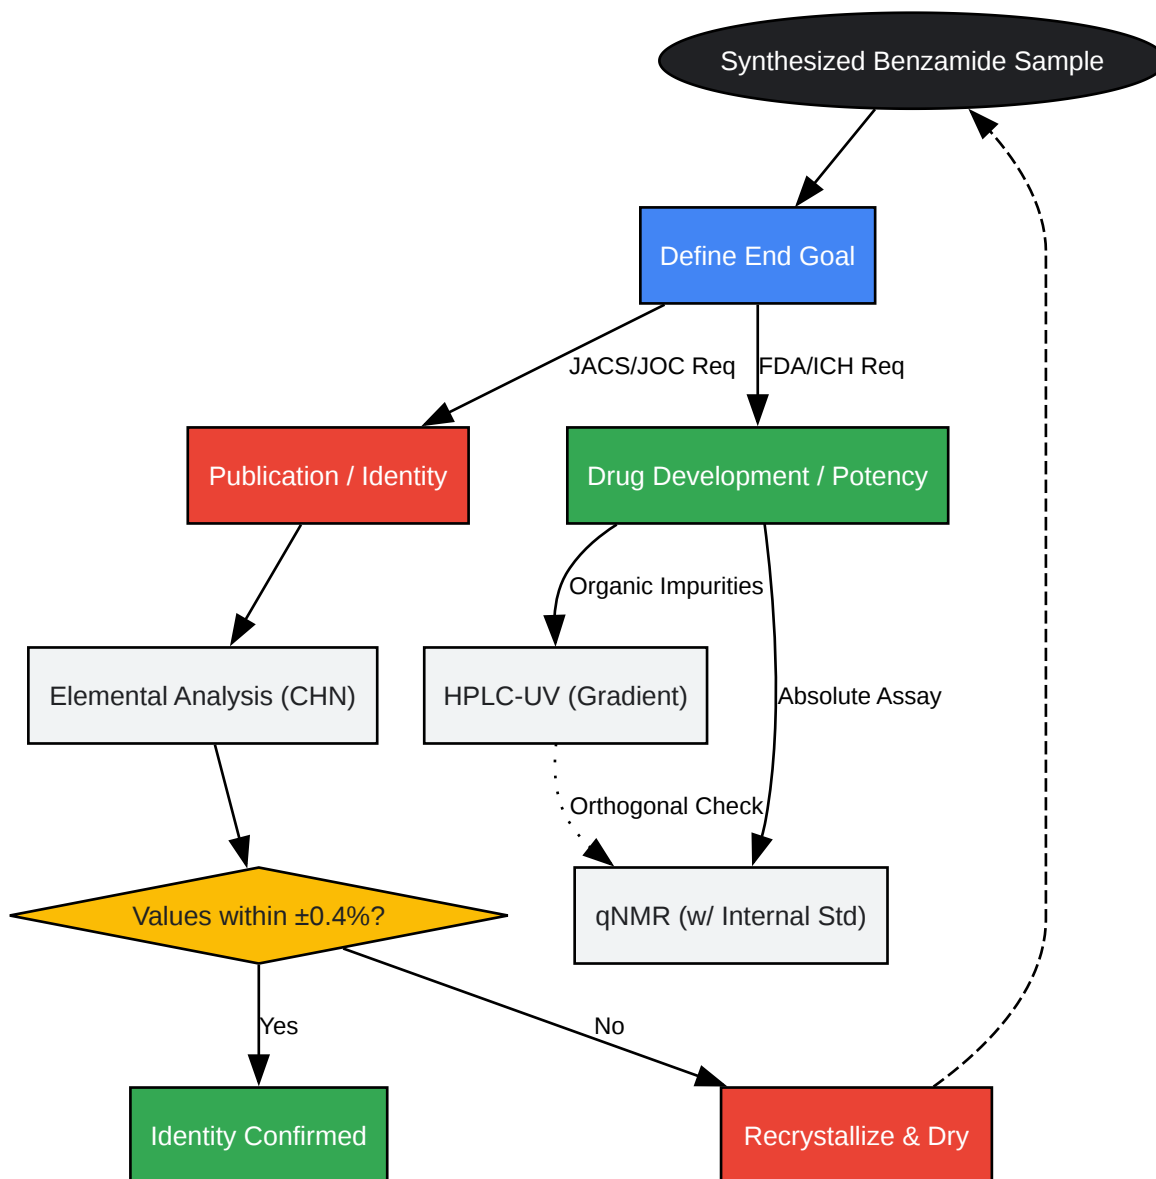 Synthesized Benzamide Sample
Define End Goal
JACS/JOC Req
FDA/ICH Req
Publication / Identity
Drug Development / Potency
Organic Impurities
Elemental Analysis (CHN)
HPLC-UV (Gradient)
Absolute Assay
Orthogonal Check
Values within ±0.4%?
qNMR (w/ Internal Std)
Yes
No
Identity Confirmed
Recrystallize & Dry